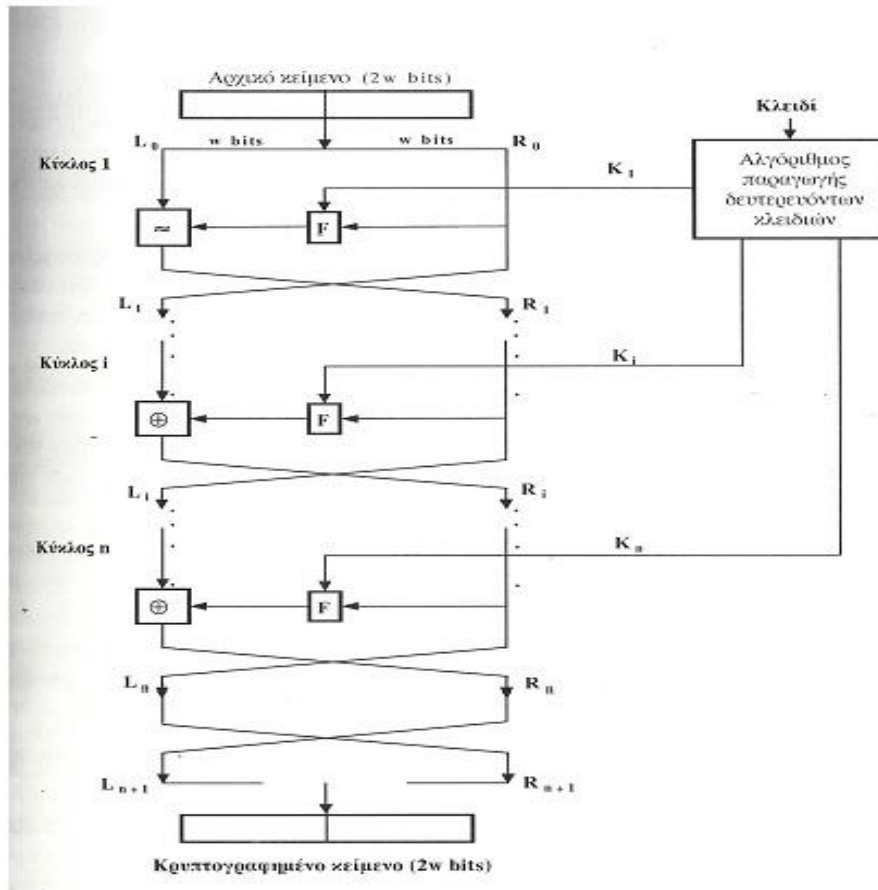 Αρχικό κείμενο (2w bits)
Κλειδί
L0 w bits w bits R0
Κύκλος 1
K1
Αλγόριθμος
παραγωγής
δευτερευόντων
κλειδιών
≈ F
L1 R1
Κύκλος i
Ki
⊕ F
Li Ri
Κύκλος n
Kn
⊕ F
Ln Rn
Ln+1 Rn+1
Κρυπτογραφημένο κείμενο (2w bits)